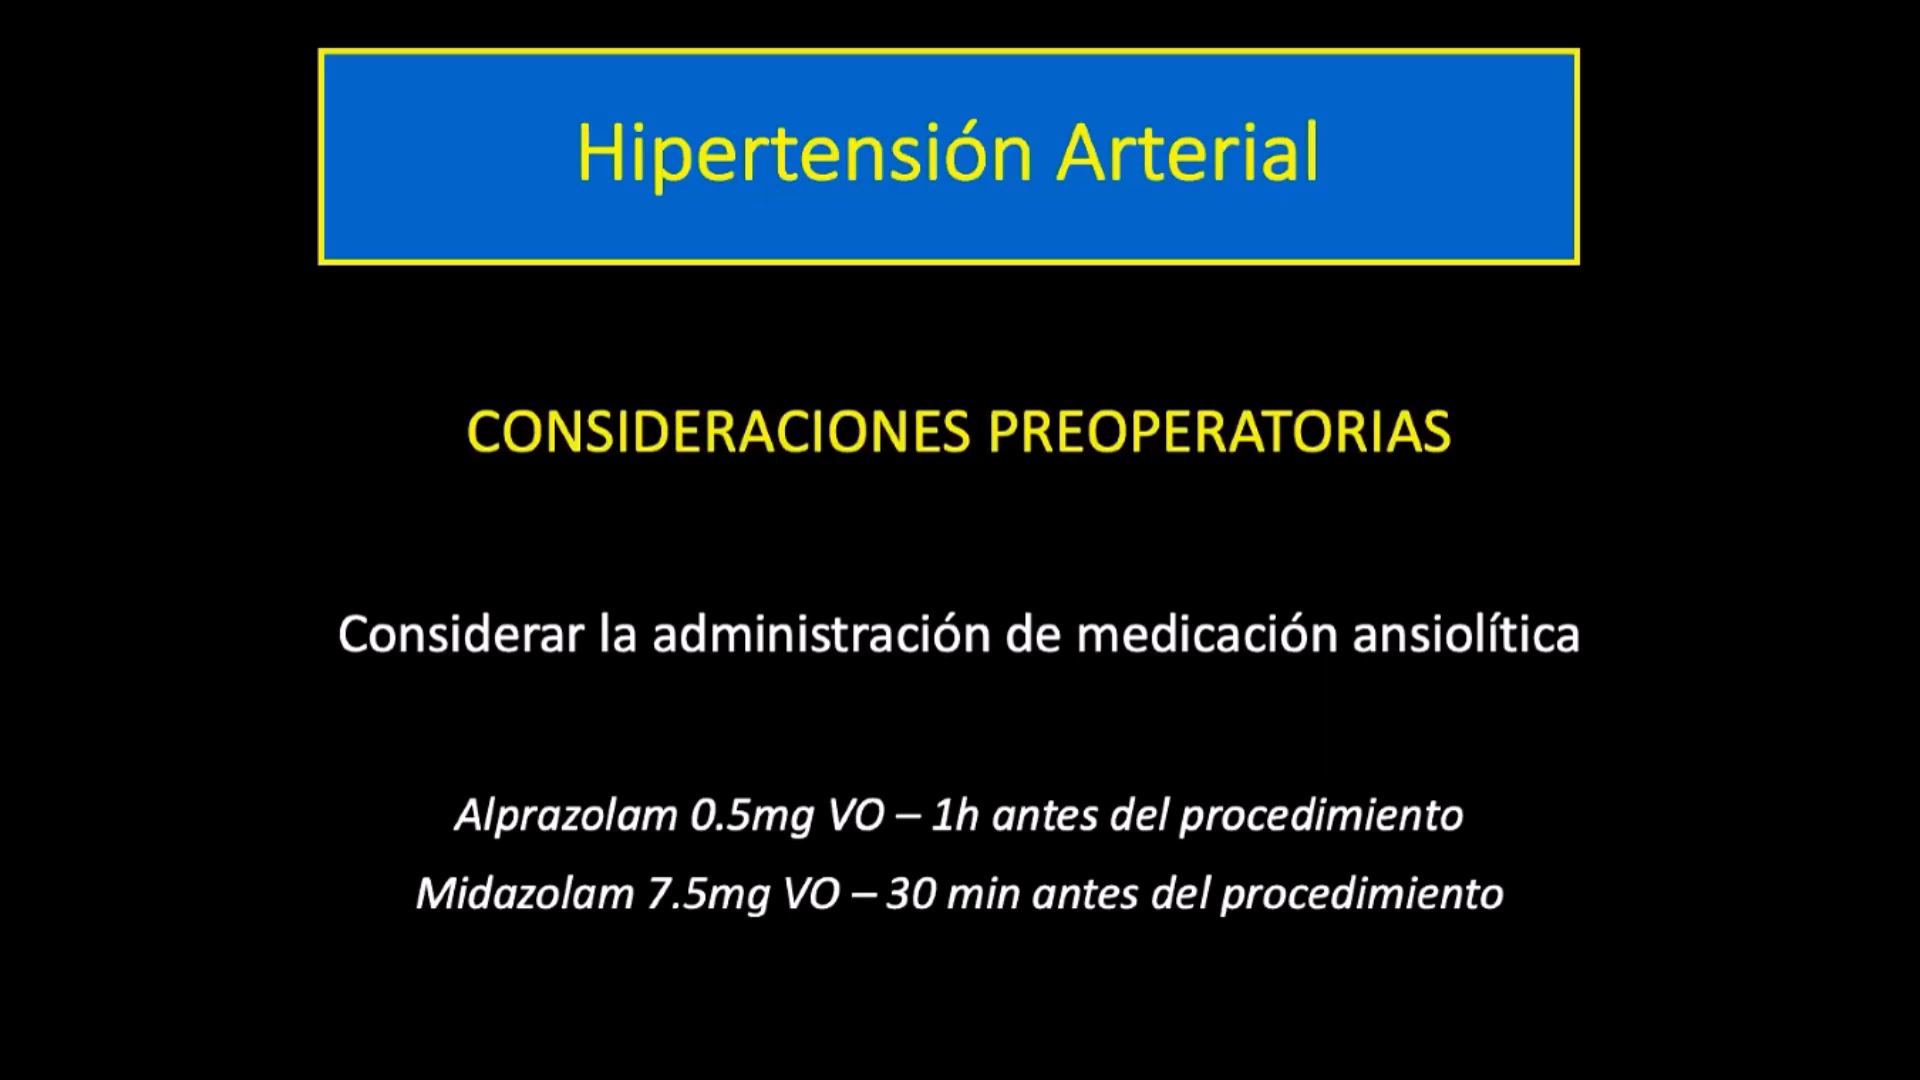 Hipertensión Arterial
CONSIDERACIONES PREOPERATORIAS
Considerar la administración de medicación ansiolítica
Alprazolam 0.5mg VO – 1h antes del procedimiento
Midazolam 7.5mg VO – 30 min antes del procedimiento